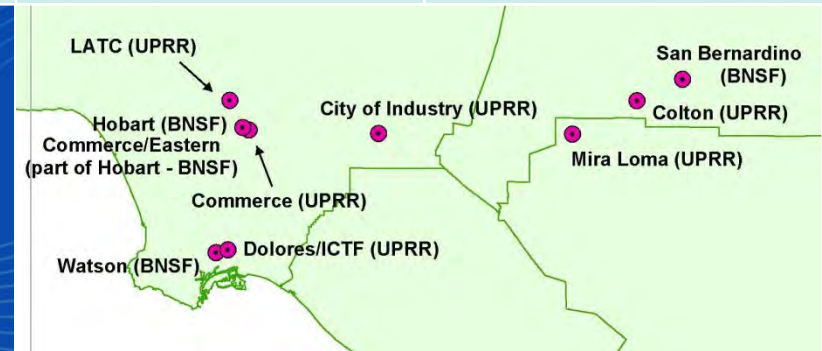 LATC (UPRR)
San Bernardino
(BNSF)
Hobart (BNSF)
Commerce/Eastern
(part of Hobart - BNSF)
City of Industry (UPRR)
Colton (UPRR)
Mira Loma (UPRR)
Commerce (UPRR)
Watson (BNSF)
Dolores/ICTF (UPRR)